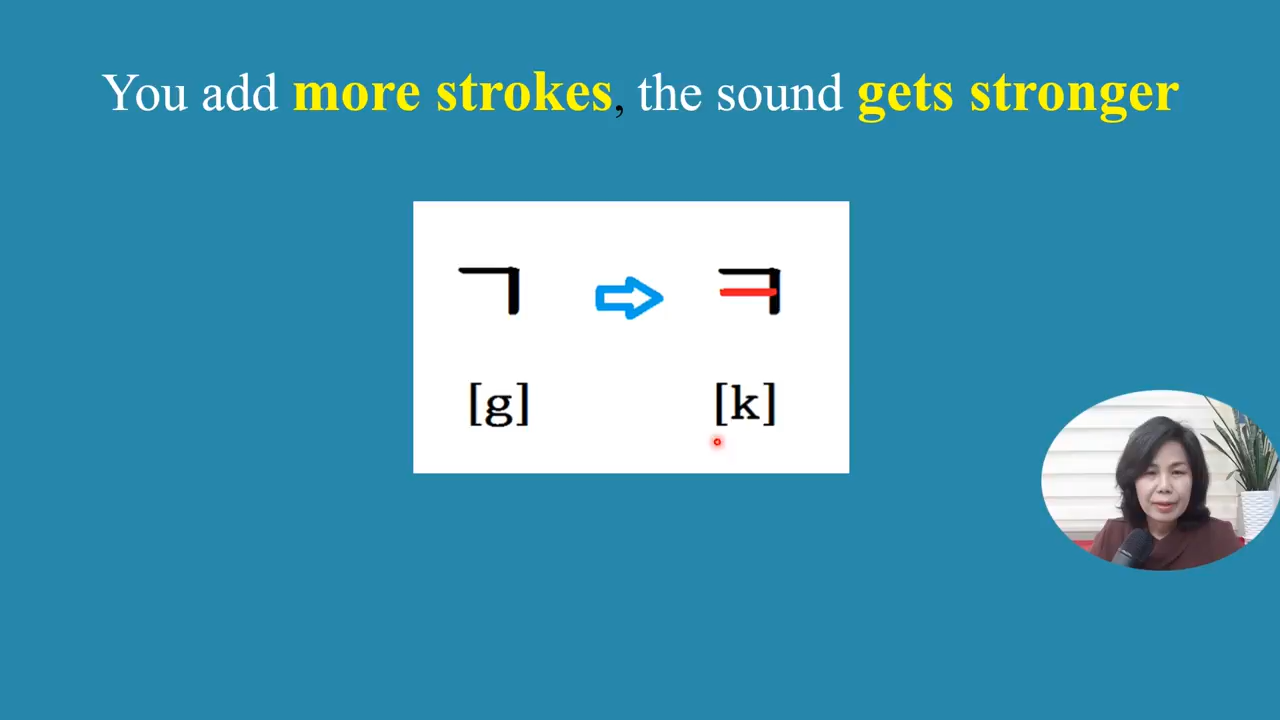 You add more strokes, the sound gets stronger
ㄱ ㅋ
[g] [k]